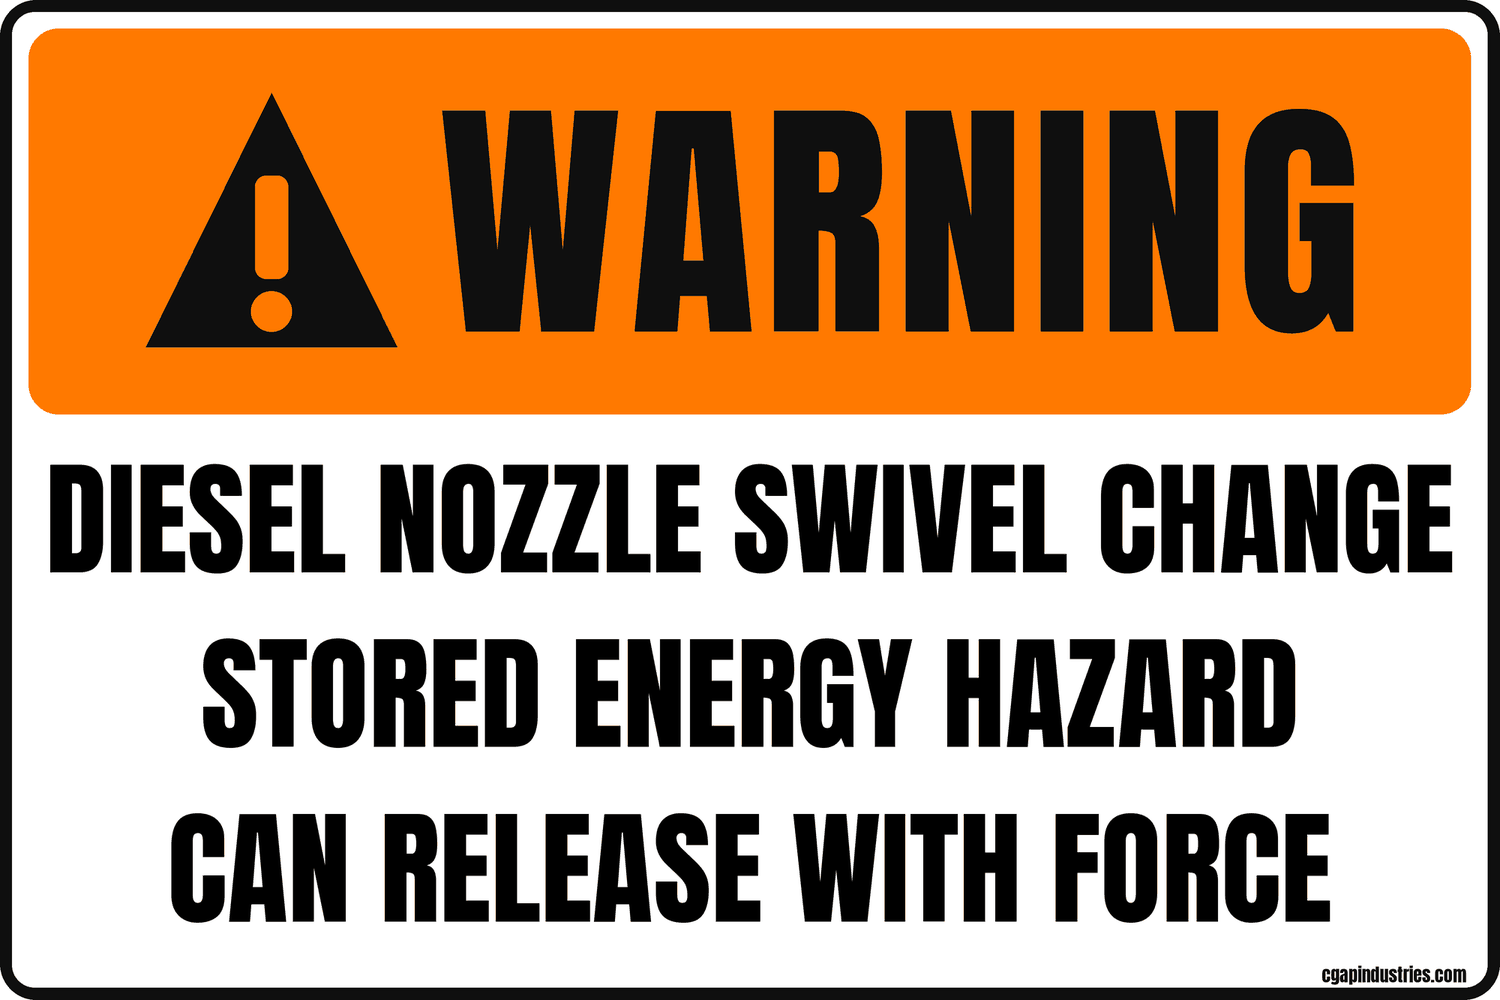 WARNING
DIESEL NOZZLE SWIVEL CHANGE
STORED ENERGY HAZARD
CAN RELEASE WITH FORCE
cgapindustries.com